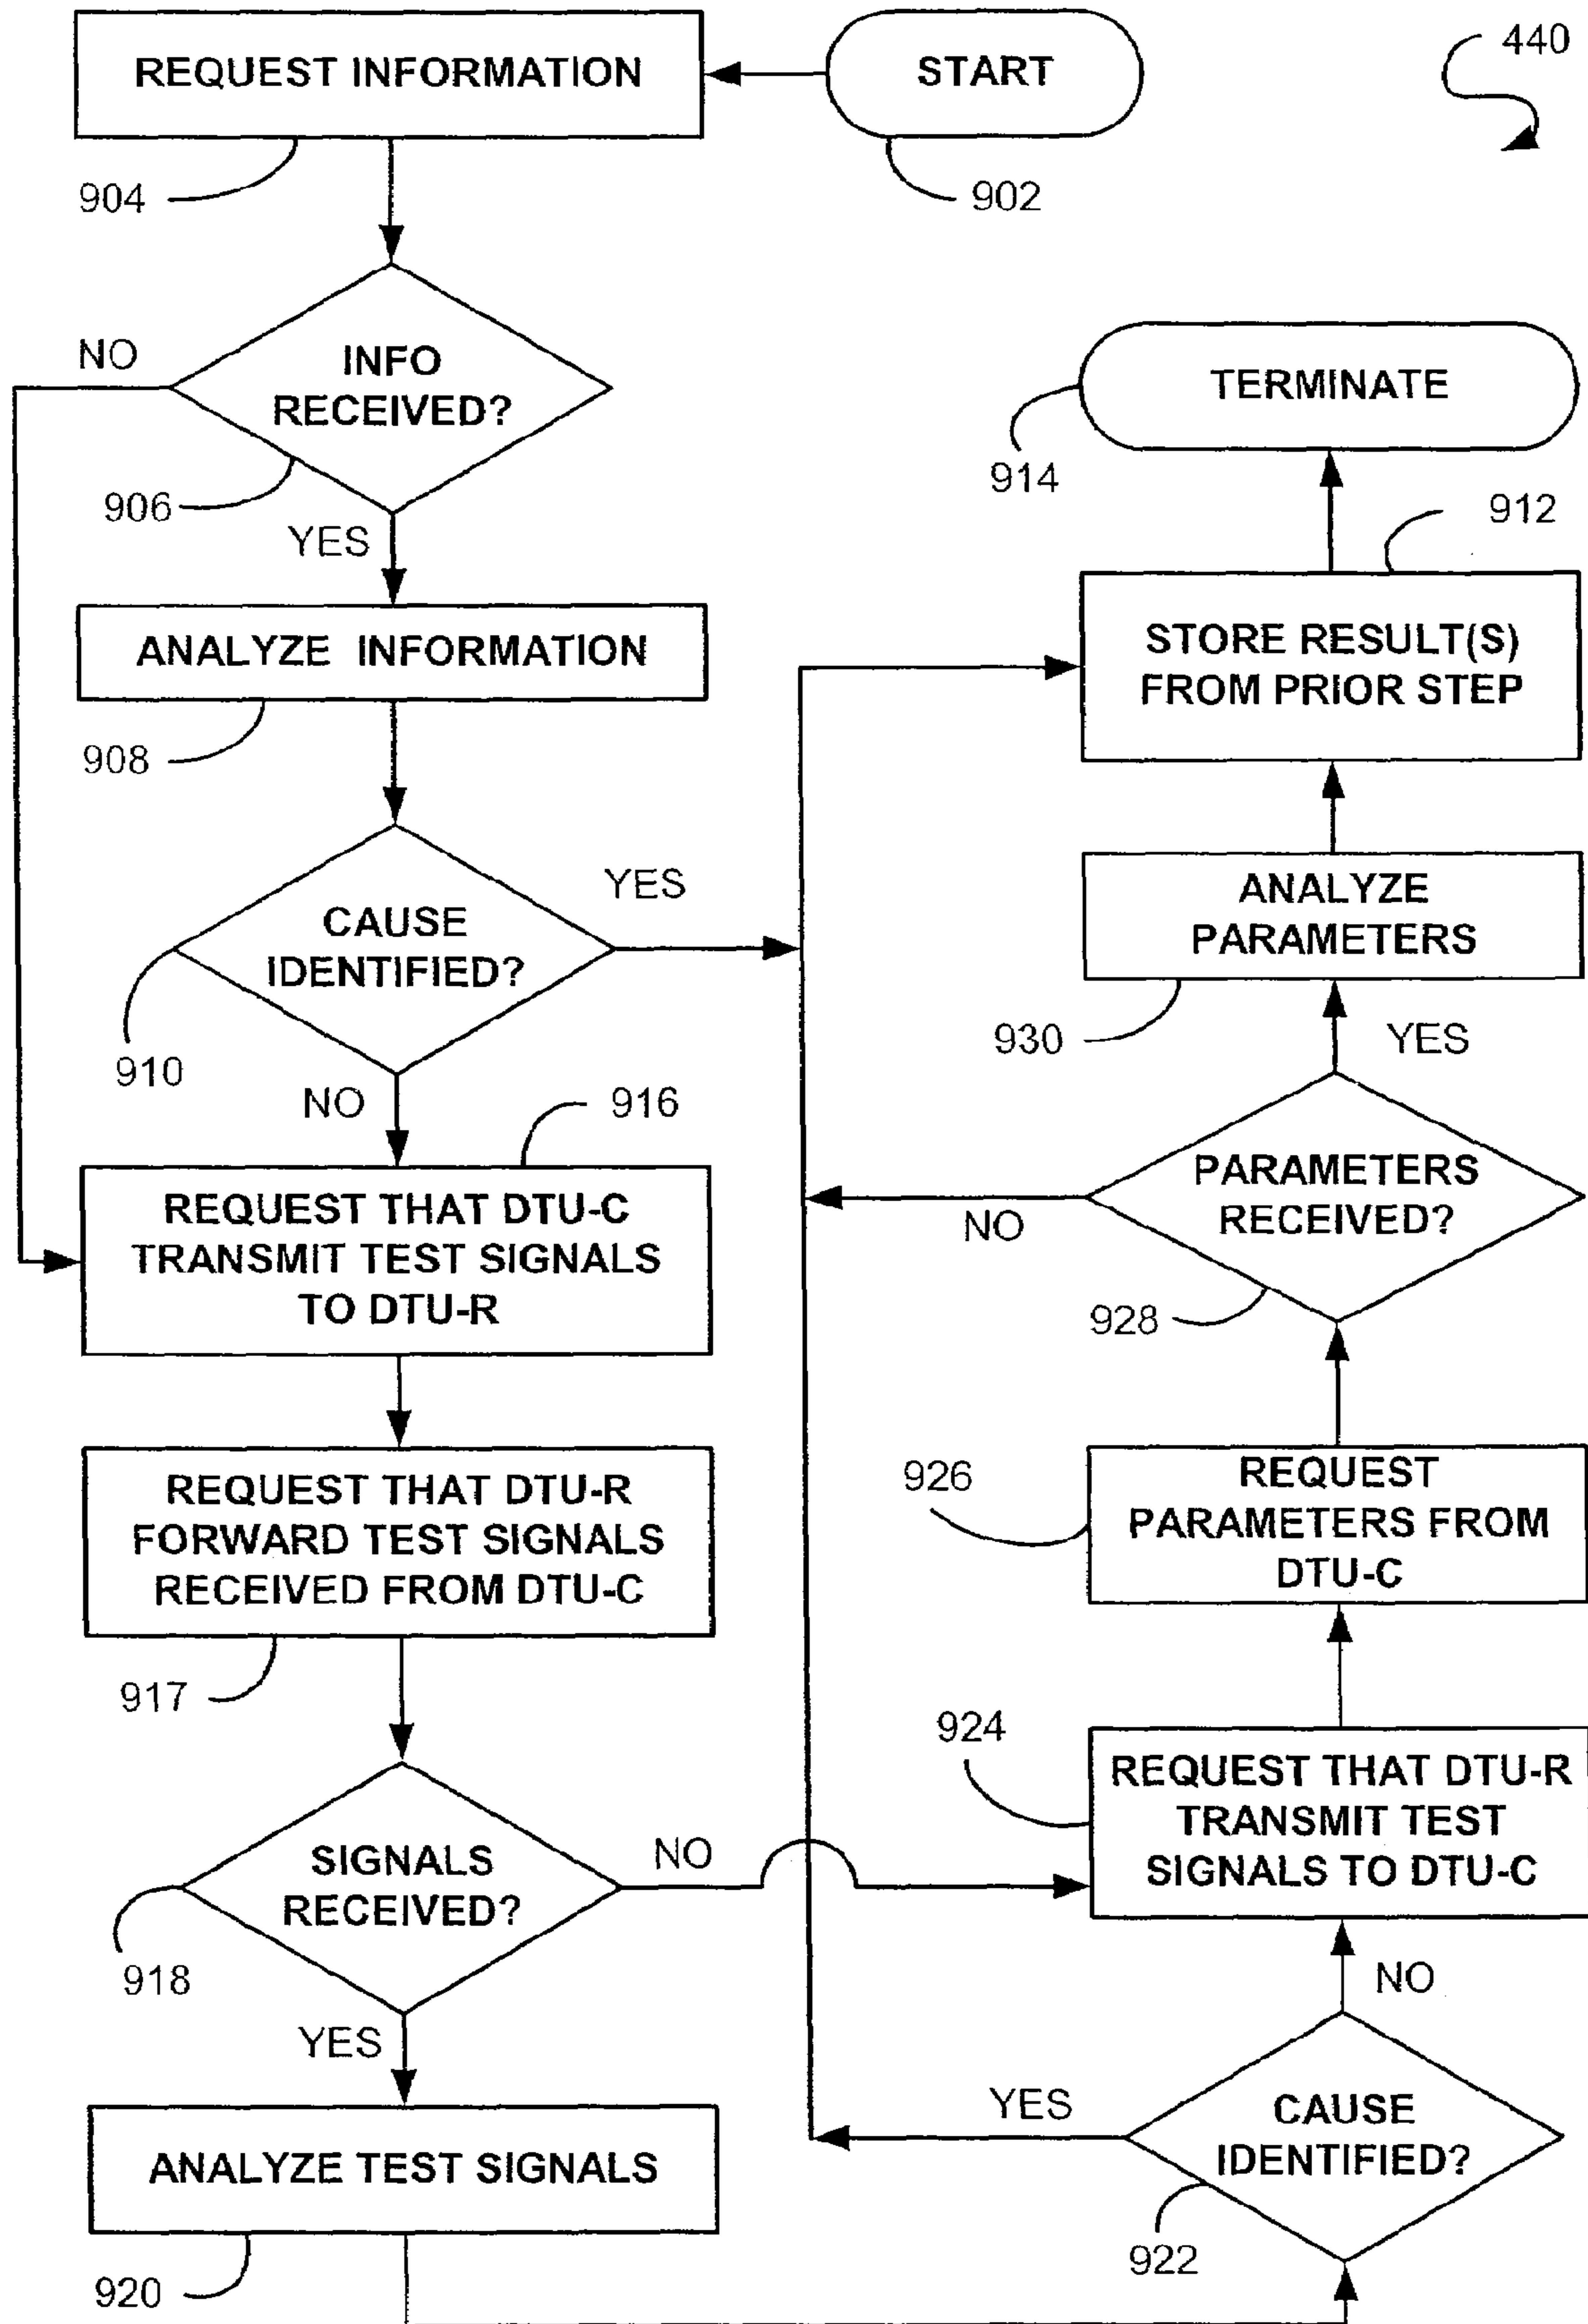 REQUEST INFORMATION
START
440
904
902
NO
INFO
RECEIVED?
906
YES
ANALYZE INFORMATION
908
CAUSE
IDENTIFIED?
YES
910
NO
916
REQUEST THAT DTU-C
TRANSMIT TEST SIGNALS
TO DTU-R
REQUEST THAT DTU-R
FORWARD TEST SIGNALS
RECEIVED FROM DTU-C
917
SIGNALS
RECEIVED?
NO
918
YES
ANALYZE TEST SIGNALS
920
TERMINATE
914
912
STORE RESULT(S)
FROM PRIOR STEP
ANALYZE
PARAMETERS
930
YES
PARAMETERS
RECEIVED?
NO
928
926
REQUEST
PARAMETERS FROM
DTU-C
924
REQUEST THAT DTU-R
TRANSMIT TEST
SIGNALS TO DTU-C
NO
YES
CAUSE
IDENTIFIED?
922